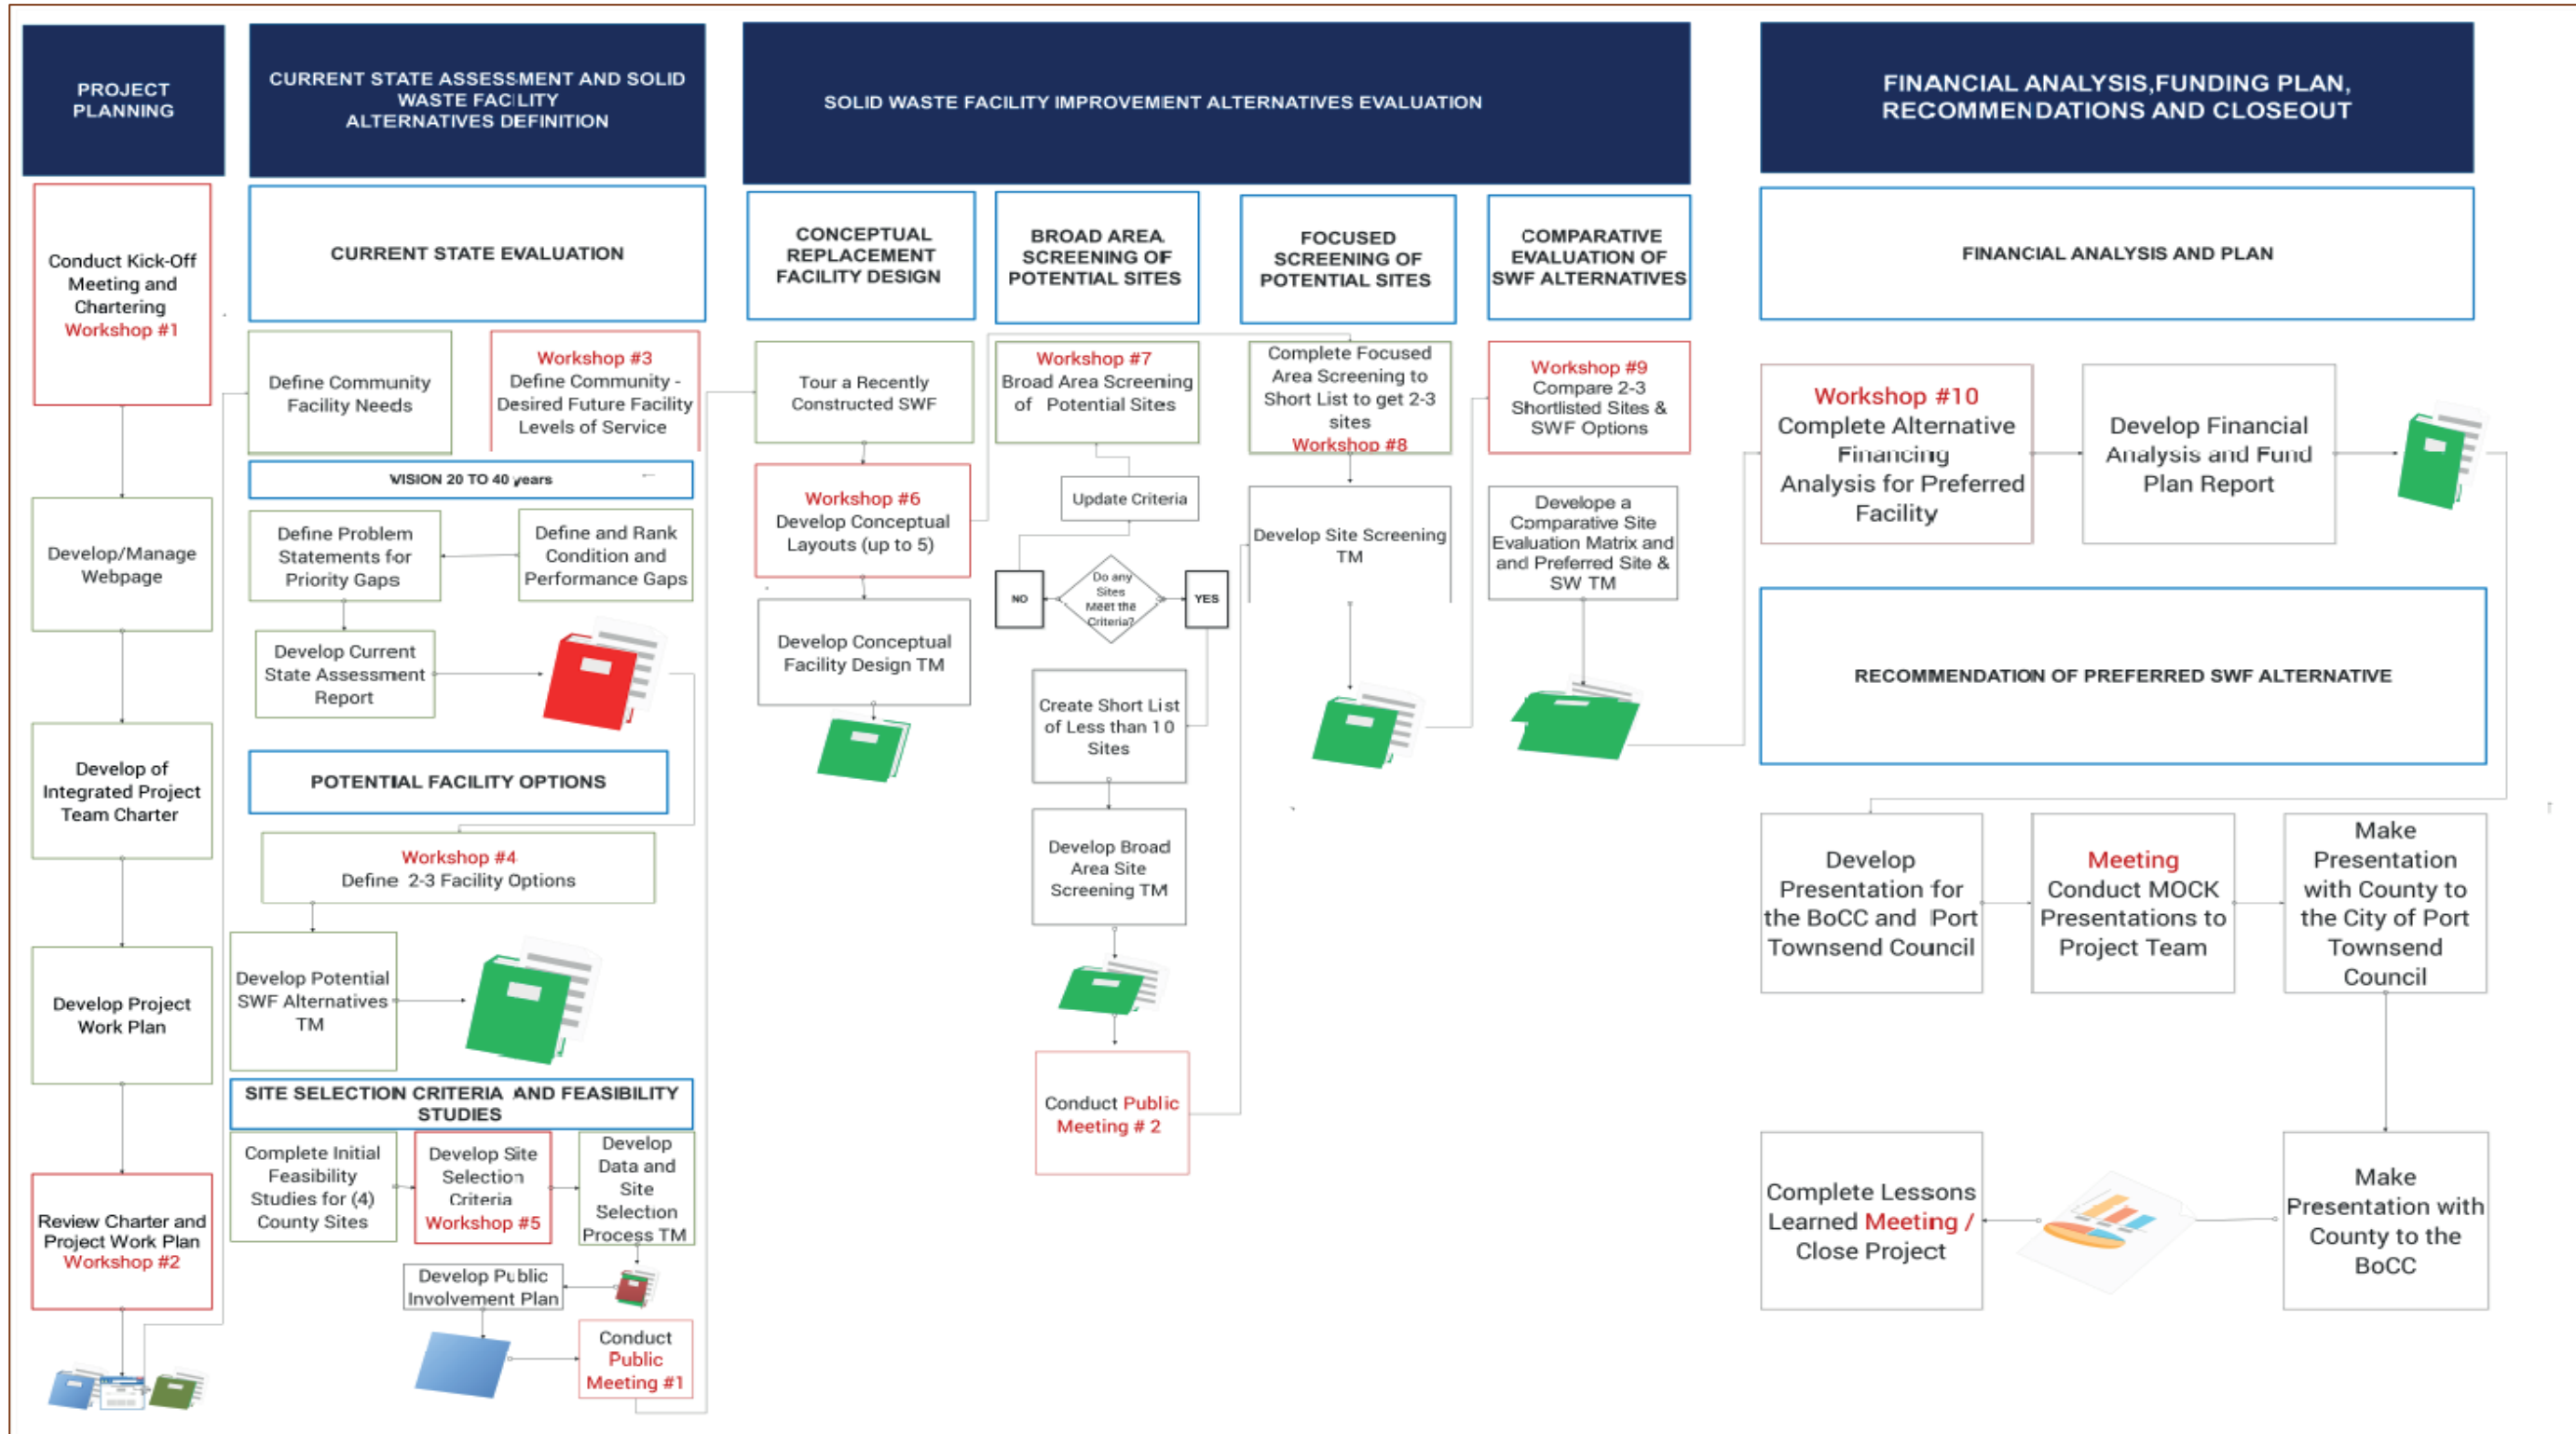 PROJECT
PLANNING
CURRENT STATE ASSESSMENT AND SOLID
WASTE FACILITY
ALTERNATIVES DEFINITION
SOLID WASTE FACILITY IMPROVEMENT ALTERNATIVES EVALUATION
FINANCIAL ANALYSIS,FUNDING PLAN,
RECOMMENDATIONS AND CLOSEOUT
Conduct Kick-Off
Meeting and
Chartering
Workshop #1
Develop/Manage
Webpage
Develop of
Integrated Project
Team Charter
Develop Project
Work Plan
Review Charter and
Project Work Plan
Workshop #2
CURRENT STATE EVALUATION
Define Community
Facility Needs
Workshop #3
Define Community -
Desired Future Facility
Levels of Service
VISION 20 TO 40 years
Define Problem
Statements for
Priority Gaps
Define and Rank
Condition and
Performance Gaps
Develop Current
State Assessment
Report
POTENTIAL FACILITY OPTIONS
Workshop #4
Define 2-3 Facility Options
Develop Potential
SWF Alternatives
TM
SITE SELECTION CRITERIA AND FEASIBILITY
STUDIES
Complete Initial
Feasibility
Studies for (4)
County Sites
Develop Site
Selection
Criteria
Workshop #5
Develop
Data and
Site
Selection
Process TM
Develop Public
Involvement Plan
Conduct
Public
Meeting #1
CONCEPTUAL
REPLACEMENT
FACILITY DESIGN
Tour a Recently
Constructed SWF
Workshop #6
Develop Conceptual
Layouts (up to 5)
Develop Conceptual
Facility Design TM
BROAD AREA
SCREENING OF
POTENTIAL SITES
Workshop #7
Broad Area Screening
of Potential Sites
Update Criteria
NO
Do any
Sites
Meet the
Criteria?
YES
Create Short List
of Less than 10
Sites
Develop Broad
Area Site
Screening TM
Conduct Public
Meeting # 2
FOCUSED
SCREENING OF
POTENTIAL SITES
Complete Focused
Area Screening to
Short List to get 2-3
sites
Workshop #8
Develop Site Screening
TM
COMPARATIVE
EVALUATION OF
SWF ALTERNATIVES
Workshop #9
Compare 2-3
Shortlisted Sites &
SWF Options
Develope a
Comparative Site
Evaluation Matrix and
and Preferred Site &
SW TM
FINANCIAL ANALYSIS AND PLAN
Workshop #10
Complete Alternative
Financing
Analysis for Preferred
Facility
Develop Financial
Analysis and Fund
Plan Report
RECOMMENDATION OF PREFERRED SWF ALTERNATIVE
Develop
Presentation for
the BoCC and Port
Townsend Council
Meeting
Conduct MOCK
Presentations to
Project Team
Make
Presentation
with County to
the City of Port
Townsend
Council
Complete Lessons
Learned Meeting /
Close Project
Make
Presentation with
County to the
BoCC